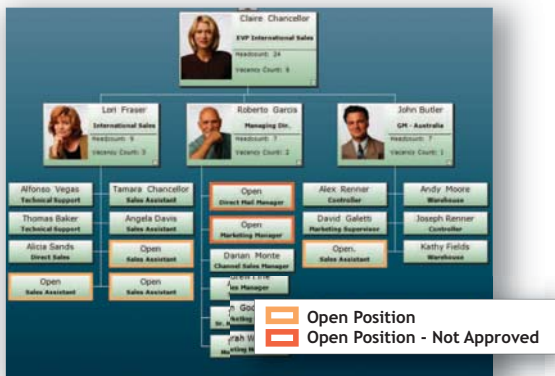 Claire Chancellor
EVP International Sales
Headcount: 24
Vacancy Count: 6
Lori Fraser
International Sales
Headcount: 9
Vacancy Count: 3
Roberto Garcis
Managing Dir.
Headcount: 7
Vacancy Count: 2
John Butler
GM - Australia
Headcount: 7
Vacancy Count: 1
Alfonso Vegas
Technical Support
Tamara Chancellor
Sales Assistant
Thomas Baker
Technical Support
Angela Davis
Sales Assistant
Alicia Sands
Direct Sales
Open
Sales Assistant
Open
Sales Assistant
Open
Sales Assistant
Open
Direct Mail Manager
Open
Marketing Manager
Darian Monte
Channel Sales Manager
Manager
Alex Renner
Controller
Andy Moore
Warehouse
David Galetti
Marketing Supervisor
Joseph Renner
Controller
Open.
Sales Assistant
Kathy Fields
Warehouse
Open Position
Open Position - Not Approved